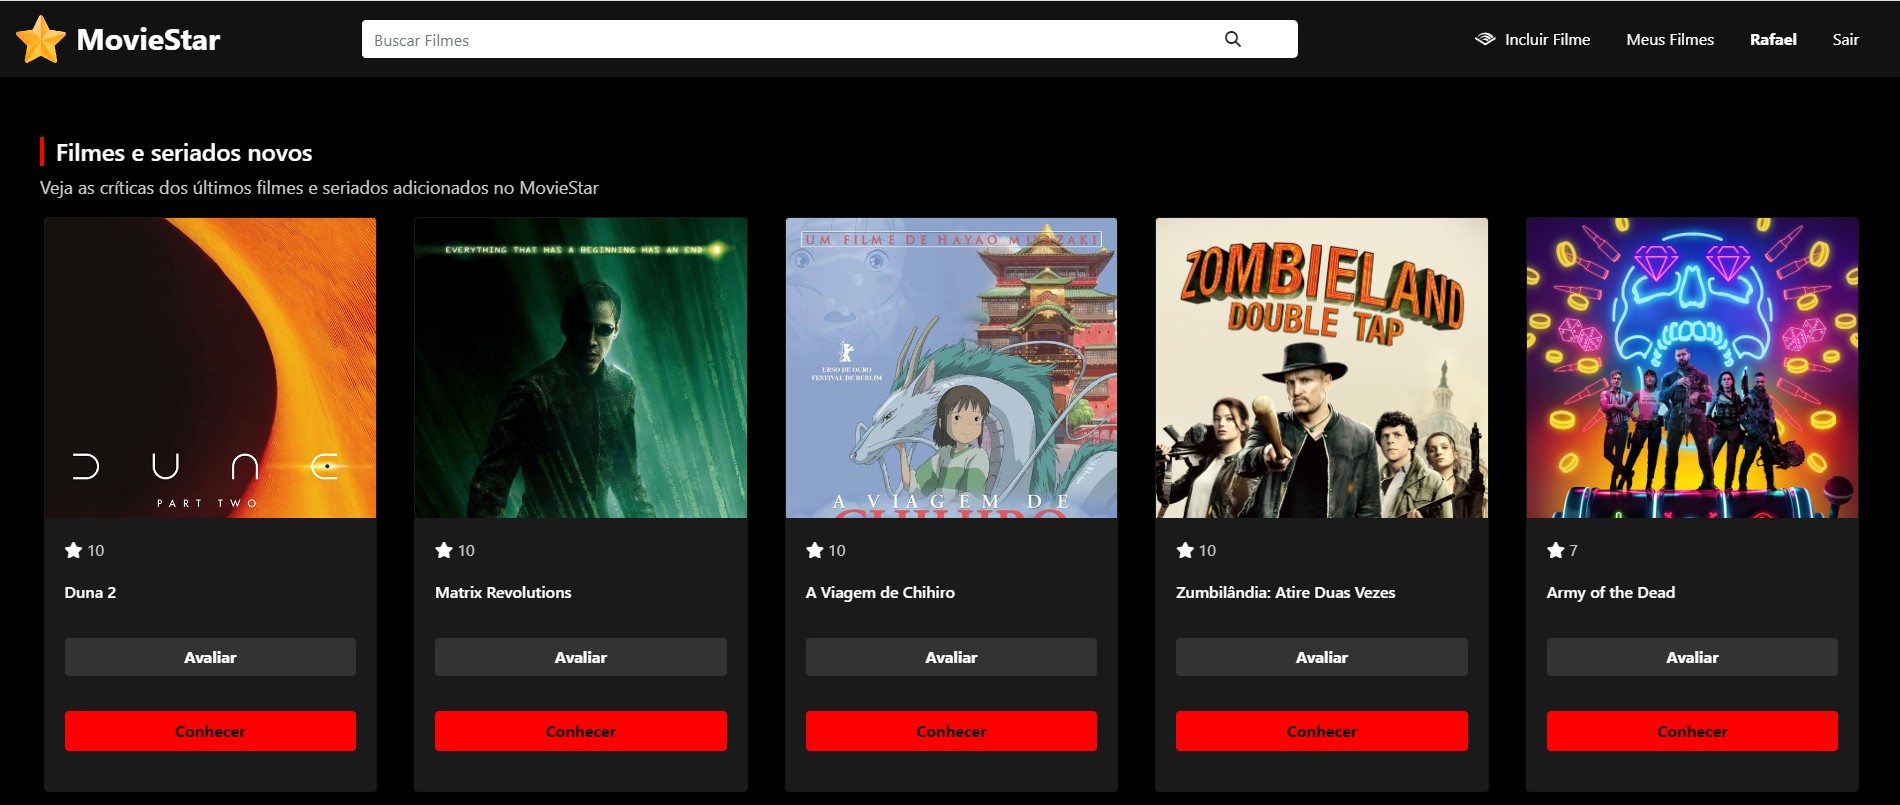 MovieStar
Buscar Filmes
Incluir Filme
Meus Filmes
Rafael
Sair
Filmes e seriados novos
Veja as críticas dos últimos filmes e seriados adicionados no MovieStar
DUNE
PART TWO
EVERYTHING THAT HAS A BEGINNING HAS AN END
UM FILME DE HAYAO MIYAZAKI
URSO DE OURO
FESTIVAL DE BERLIM
A VIAGEM DE
CHIHIRO
ZOMBIELAND
DOUBLE TAP
10
10
10
10
7
Duna 2
Matrix Revolutions
A Viagem de Chihiro
Zumbilândia: Atire Duas Vezes
Army of the Dead
Avaliar
Avaliar
Avaliar
Avaliar
Avaliar
Conhecer
Conhecer
Conhecer
Conhecer
Conhecer